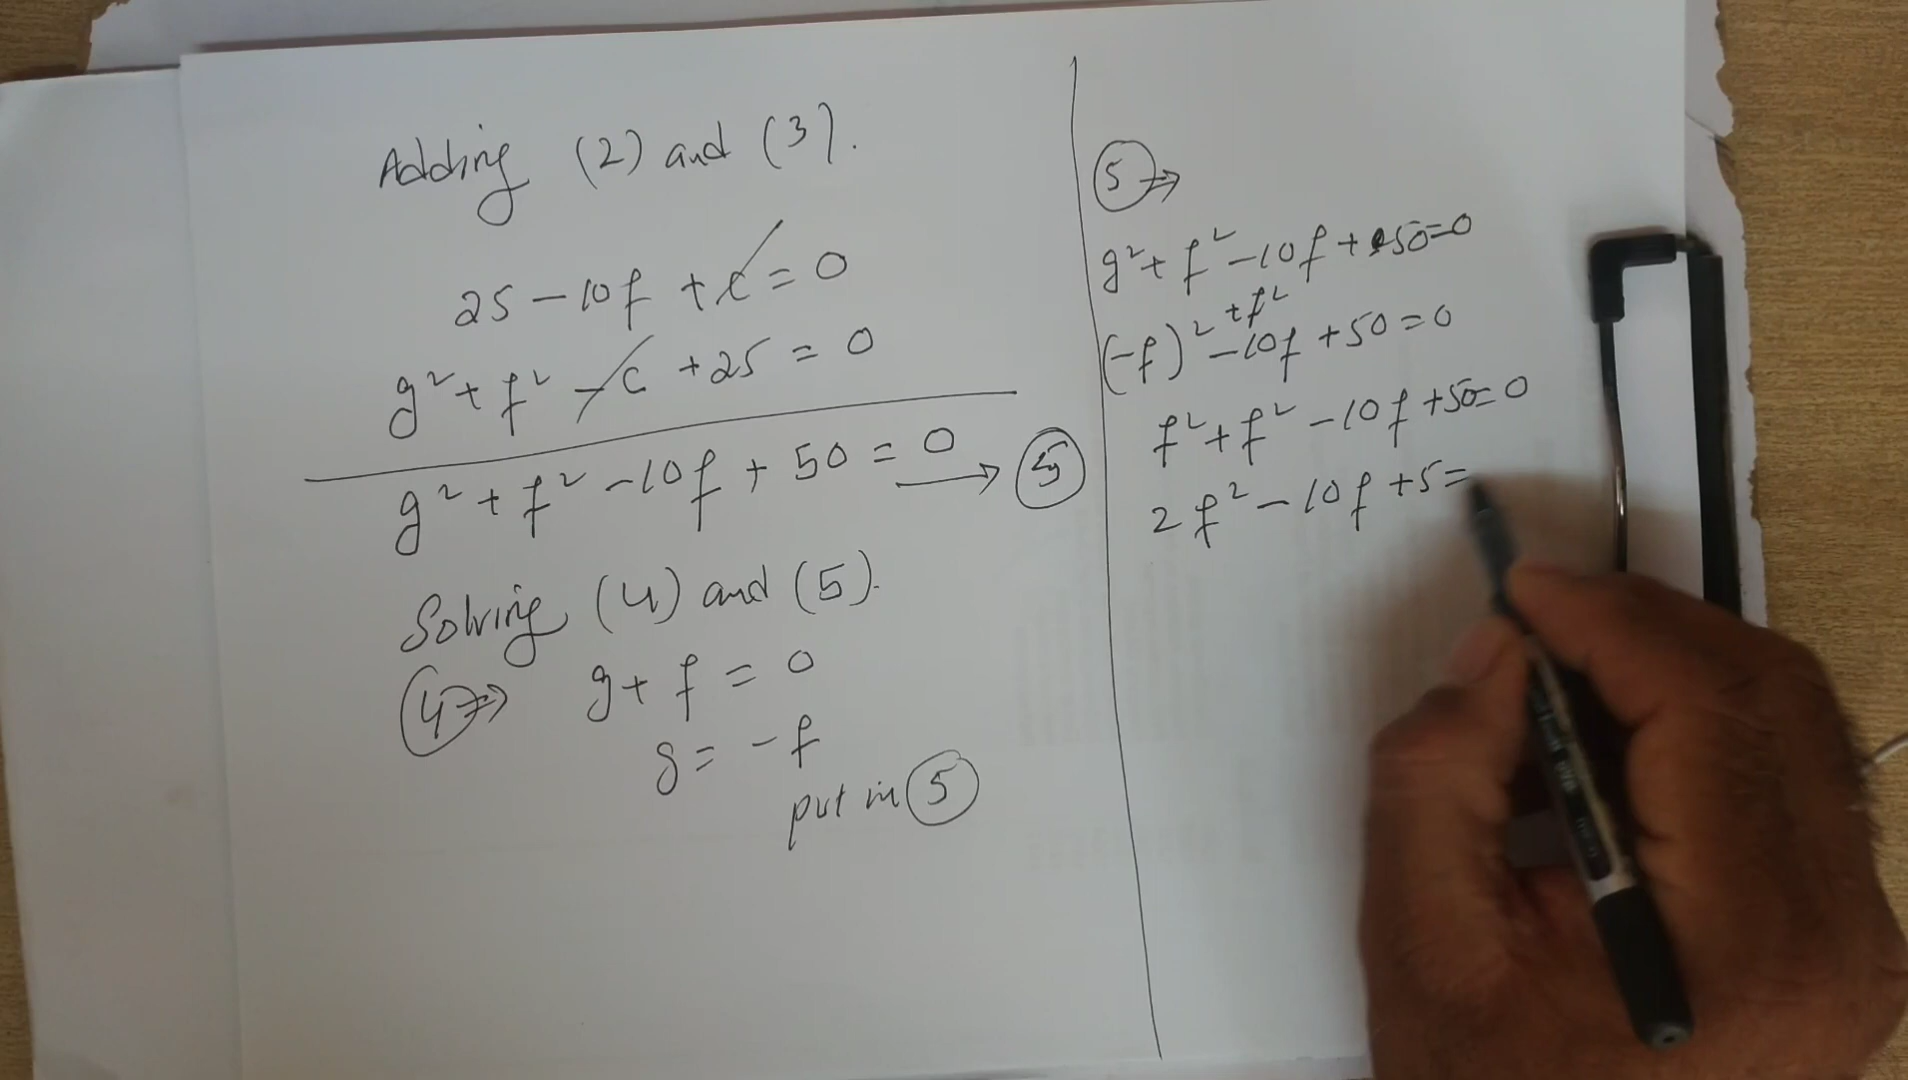 Adding (2) and (3).
25 - 10f + c = 0
g² + f² - c + 25 = 0
g² + f² - 10f + 50 = 0 → (5)
Solving (4) and (5).
(4) ⇒ g + f = 0
g = -f
put in (5)
(5) ⇒
g² + f² - 10f + 50 = 0
(-f)² + f² - 10f + 50 = 0
f² + f² - 10f + 50 = 0
2f² - 10f + 5 =